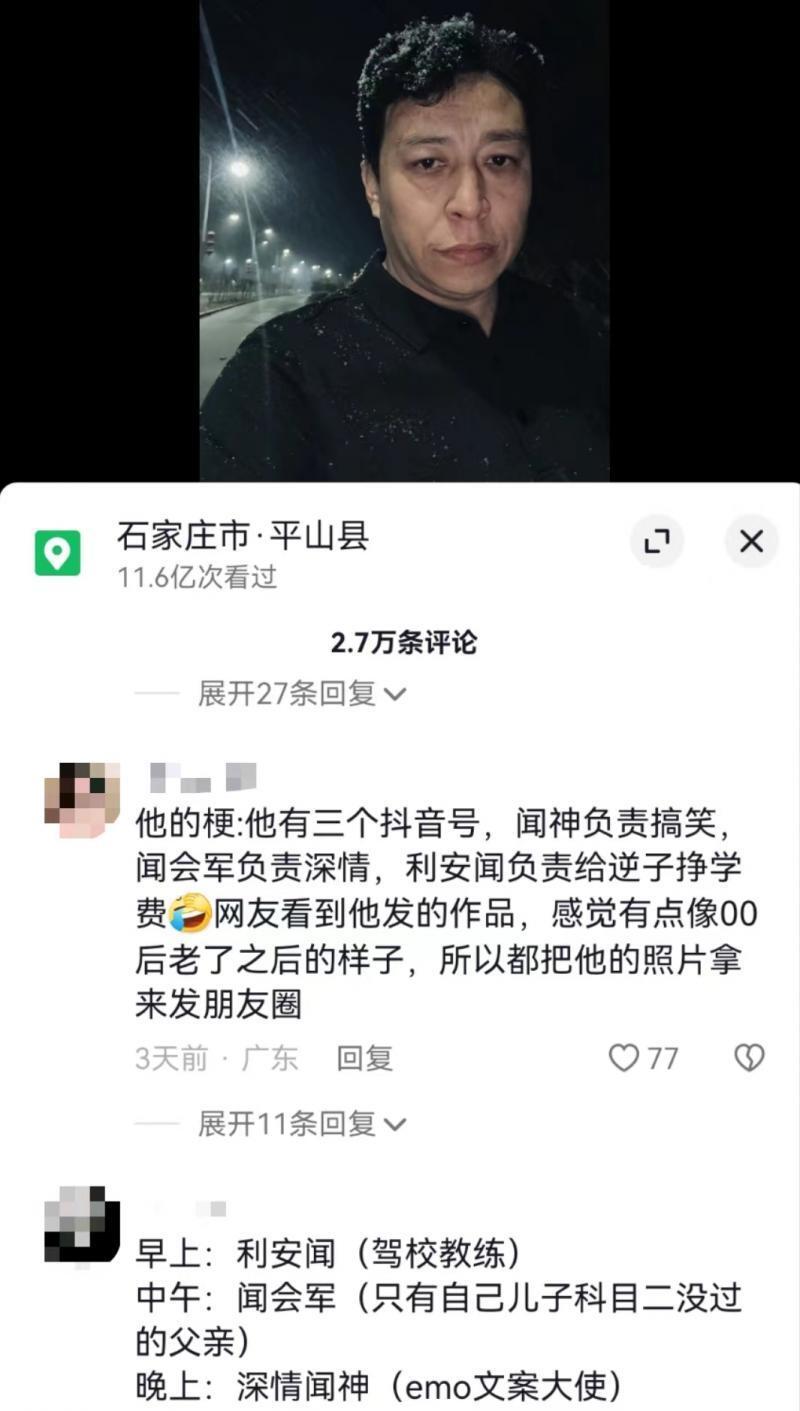 石家庄市·平山县
11.6亿次看过
2.7万条评论
展开27条回复
他的梗:他有三个抖音号，闻神负责搞笑，
闻会军负责深情，利安闻负责给逆子挣学
费🤣网友看到他发的作品，感觉有点像00
后老了之后的样子，所以都把他的照片拿
来发朋友圈
3天前 · 广东 回复 77
展开11条回复
早上：利安闻（驾校教练）
中午：闻会军（只有自己儿子科目二没过
的父亲）
晚上：深情闻神（emo文案大使）